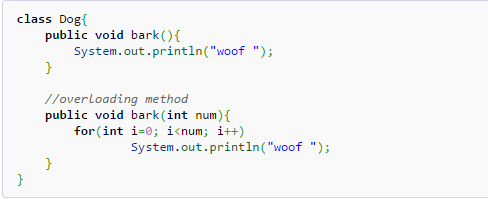 class Dog{
    public void bark(){
        System.out.println("woof ");
    }

    //overloading method
    public void bark(int num){
        for(int i=0; i<num; i++)
                System.out.println("woof ");
    }
}